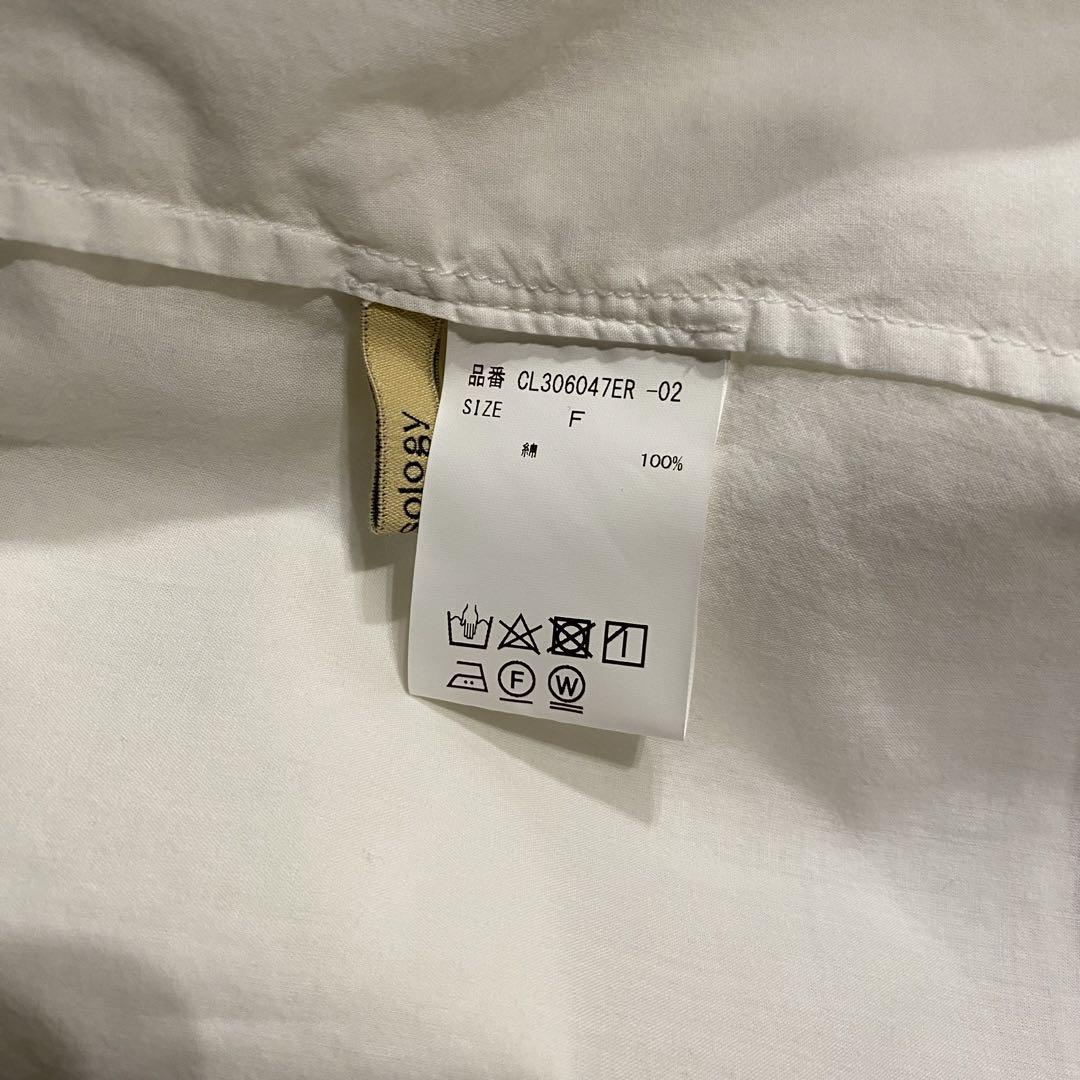 品番 CL306047ER -02
SIZE F
綿 100%
F
W
ology